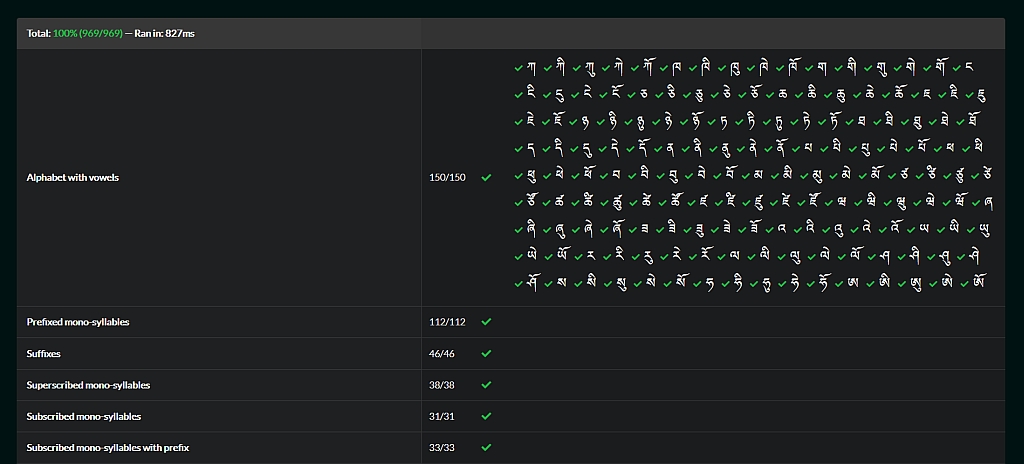 Total: 100% (969/969) — Ran in: 827ms
Alphabet with vowels 150/150 ✓
✓ ཀ ✓ ཀི ✓ ཀུ ✓ ཀེ ✓ ཀོ ✓ ཁ ✓ ཁི ✓ ཁུ ✓ ཁེ ✓ ཁོ ✓ ག ✓ གི ✓ གུ ✓ གེ ✓ གོ ✓ ང
✓ ངི ✓ ངུ ✓ ངེ ✓ ངོ ✓ ཅ ✓ ཅི ✓ ཅུ ✓ ཅེ ✓ ཅོ ✓ ཆ ✓ ཆི ✓ ཆུ ✓ ཆེ ✓ ཆོ ✓ ཇ ✓ ཇི ✓ ཇུ
✓ ཇེ ✓ ཇོ ✓ ཉ ✓ ཉི ✓ ཉུ ✓ ཉེ ✓ ཉོ ✓ ཏ ✓ ཏི ✓ ཏུ ✓ ཏེ ✓ ཏོ ✓ ཐ ✓ ཐི ✓ ཐུ ✓ ཐེ ✓ ཐོ
✓ ད ✓ དི ✓ དུ ✓ དེ ✓ དོ ✓ ན ✓ ནི ✓ ནུ ✓ ནེ ✓ ནོ ✓ པ ✓ པི ✓ པུ ✓ པེ ✓ པོ ✓ ཕ ✓ ཕི
✓ ཕུ ✓ ཕེ ✓ ཕོ ✓ བ ✓ བི ✓ བུ ✓ བེ ✓ བོ ✓ མ ✓ མི ✓ མུ ✓ མེ ✓ མོ ✓ ཙ ✓ ཙི ✓ ཙུ ✓ ཙེ
✓ ཙོ ✓ ཚ ✓ ཚི ✓ ཚུ ✓ ཚེ ✓ ཚོ ✓ ཛ ✓ ཛི ✓ ཛུ ✓ ཛེ ✓ ཛོ ✓ ཝ ✓ ཝི ✓ ཝུ ✓ ཝེ ✓ ཝོ ✓ ཞ
✓ ཞི ✓ ཞུ ✓ ཞེ ✓ ཞོ ✓ ཟ ✓ ཟི ✓ ཟུ ✓ ཟེ ✓ ཟོ ✓ འ ✓ འི ✓ འུ ✓ འེ ✓ འོ ✓ ཡ ✓ ཡི ✓ ཡུ
✓ ཡེ ✓ ཡོ ✓ ར ✓ རི ✓ རུ ✓ རེ ✓ རོ ✓ ལ ✓ ལི ✓ ལུ ✓ ལེ ✓ ལོ ✓ ཤ ✓ ཤི ✓ ཤུ ✓ ཤེ
✓ ཤོ ✓ ས ✓ སི ✓ སུ ✓ སེ ✓ སོ ✓ ཧ ✓ ཧི ✓ ཧུ ✓ ཧེ ✓ ཧོ ✓ ཨ ✓ ཨི ✓ ཨུ ✓ ཨེ ✓ ཨོ
Prefixed mono-syllables 112/112 ✓
Suffixes 46/46 ✓
Superscribed mono-syllables 38/38 ✓
Subscribed mono-syllables 31/31 ✓
Subscribed mono-syllables with prefix 33/33 ✓